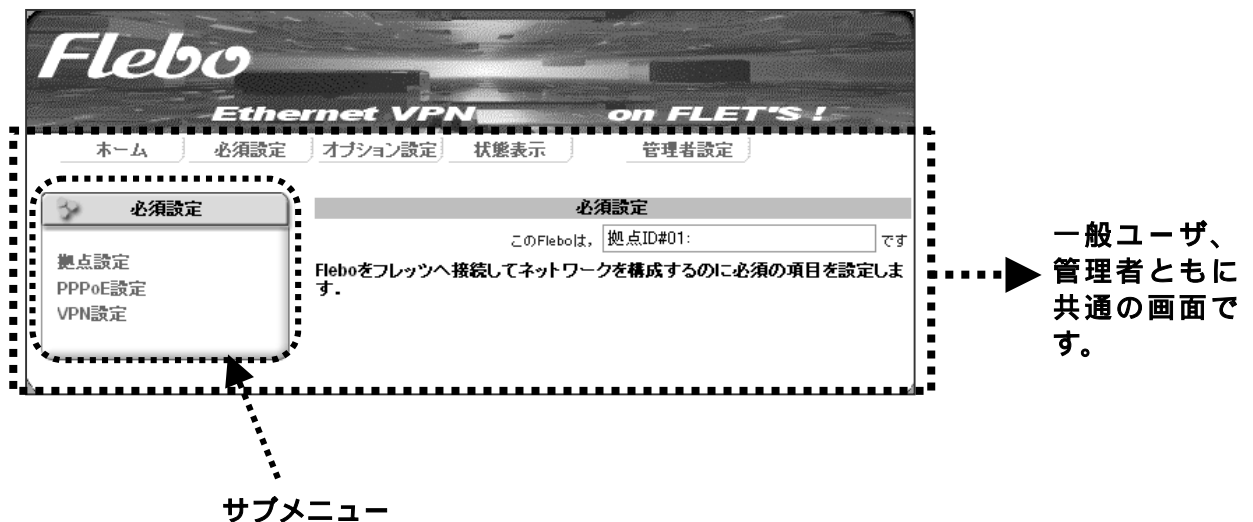 Flebo
Ethernet VPN on FLET'S !
ホーム 必須設定 オプション設定 状態表示 管理者設定
必須設定
拠点設定
PPPoE設定
VPN設定
必須設定
このFleboは, 拠点ID#01: です
Fleboをフレッツへ接続してネットワークを構成するのに必須の項目を設定しま
す.
一般ユーザ、
管理者ともに
共通の画面で
す。
サブメニュー